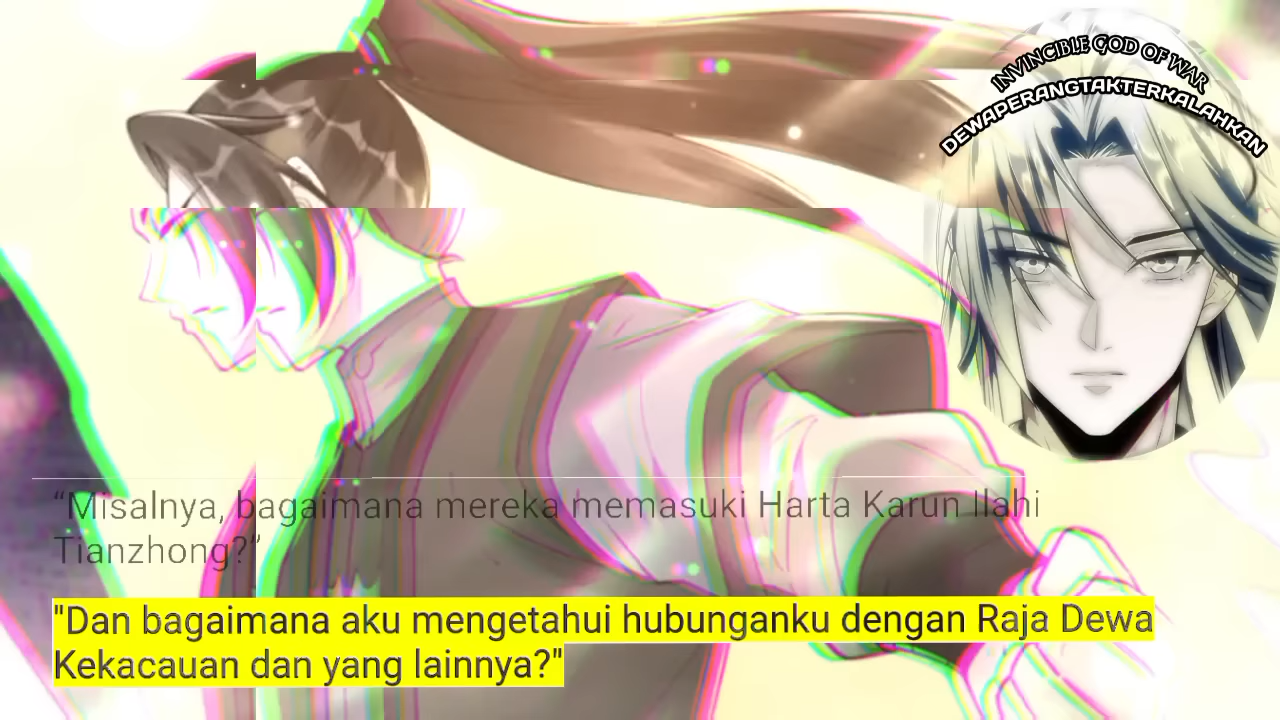 INVINCIBLE GOD OF WAR
DEWAPERANGTAKTERKALAHKAN
“Misalnya, bagaimana mereka memasuki Harta Karun Ilahi
Tianzhong?”
"Dan bagaimana aku mengetahui hubunganku dengan Raja Dewa
Kekacauan dan yang lainnya?"